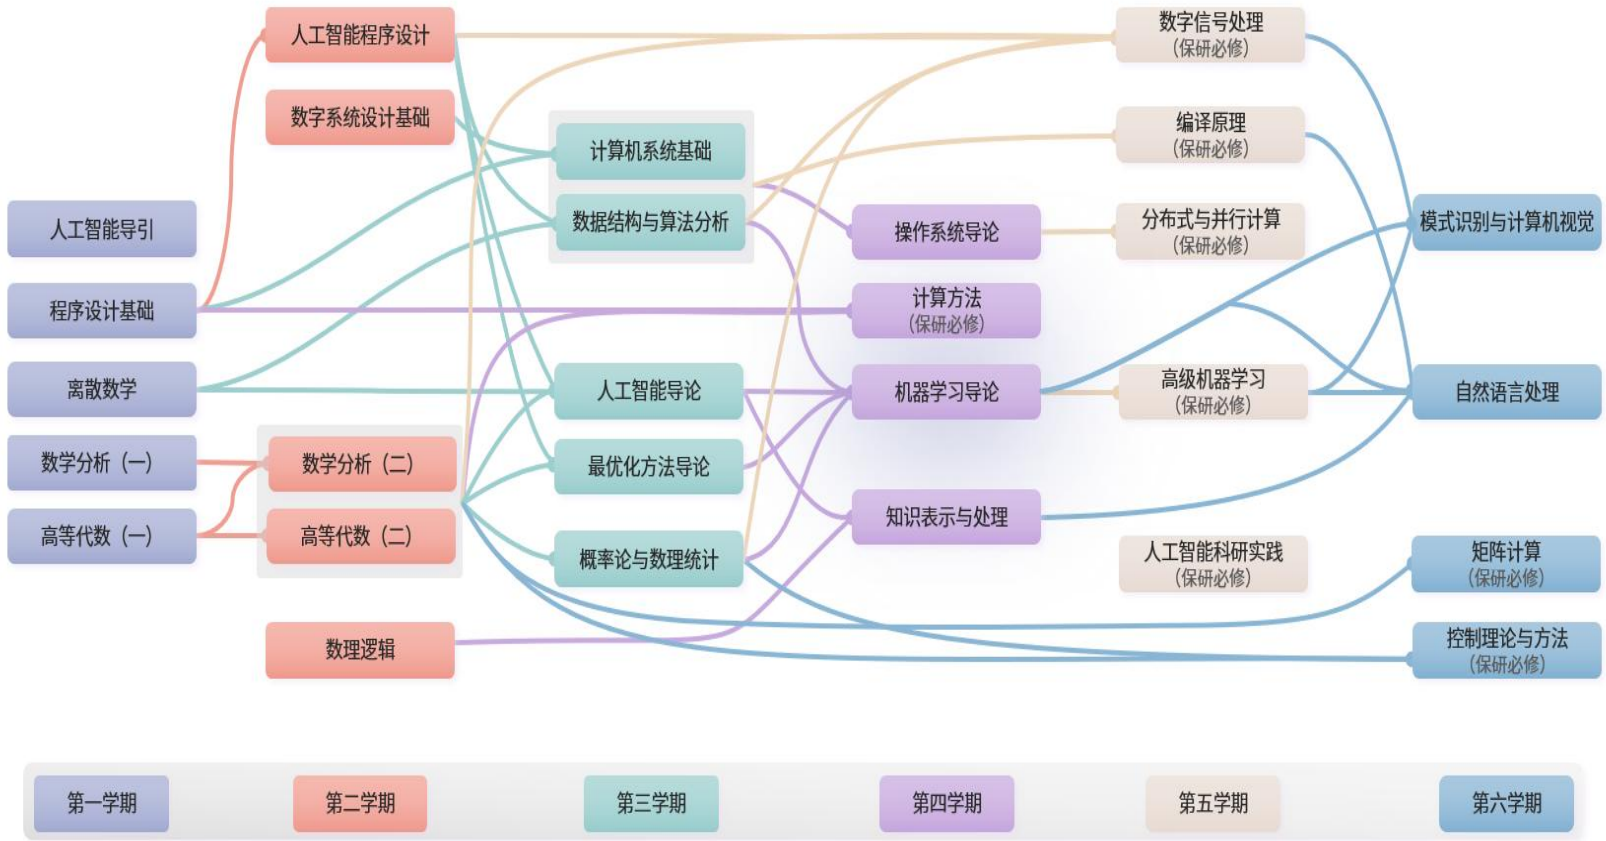 人工智能导引
程序设计基础
离散数学
数学分析（一）
高等代数（一）
人工智能程序设计
数字系统设计基础
数学分析（二）
高等代数（二）
数理逻辑
计算机系统基础
数据结构与算法分析
人工智能导论
最优化方法导论
概率论与数理统计
操作系统导论
计算方法
（保研必修）
机器学习导论
知识表示与处理
数字信号处理
（保研必修）
编译原理
（保研必修）
分布式与并行计算
（保研必修）
高级机器学习
（保研必修）
人工智能科研实践
（保研必修）
模式识别与计算机视觉
自然语言处理
矩阵计算
（保研必修）
控制理论与方法
（保研必修）
第一学期
第二学期
第三学期
第四学期
第五学期
第六学期